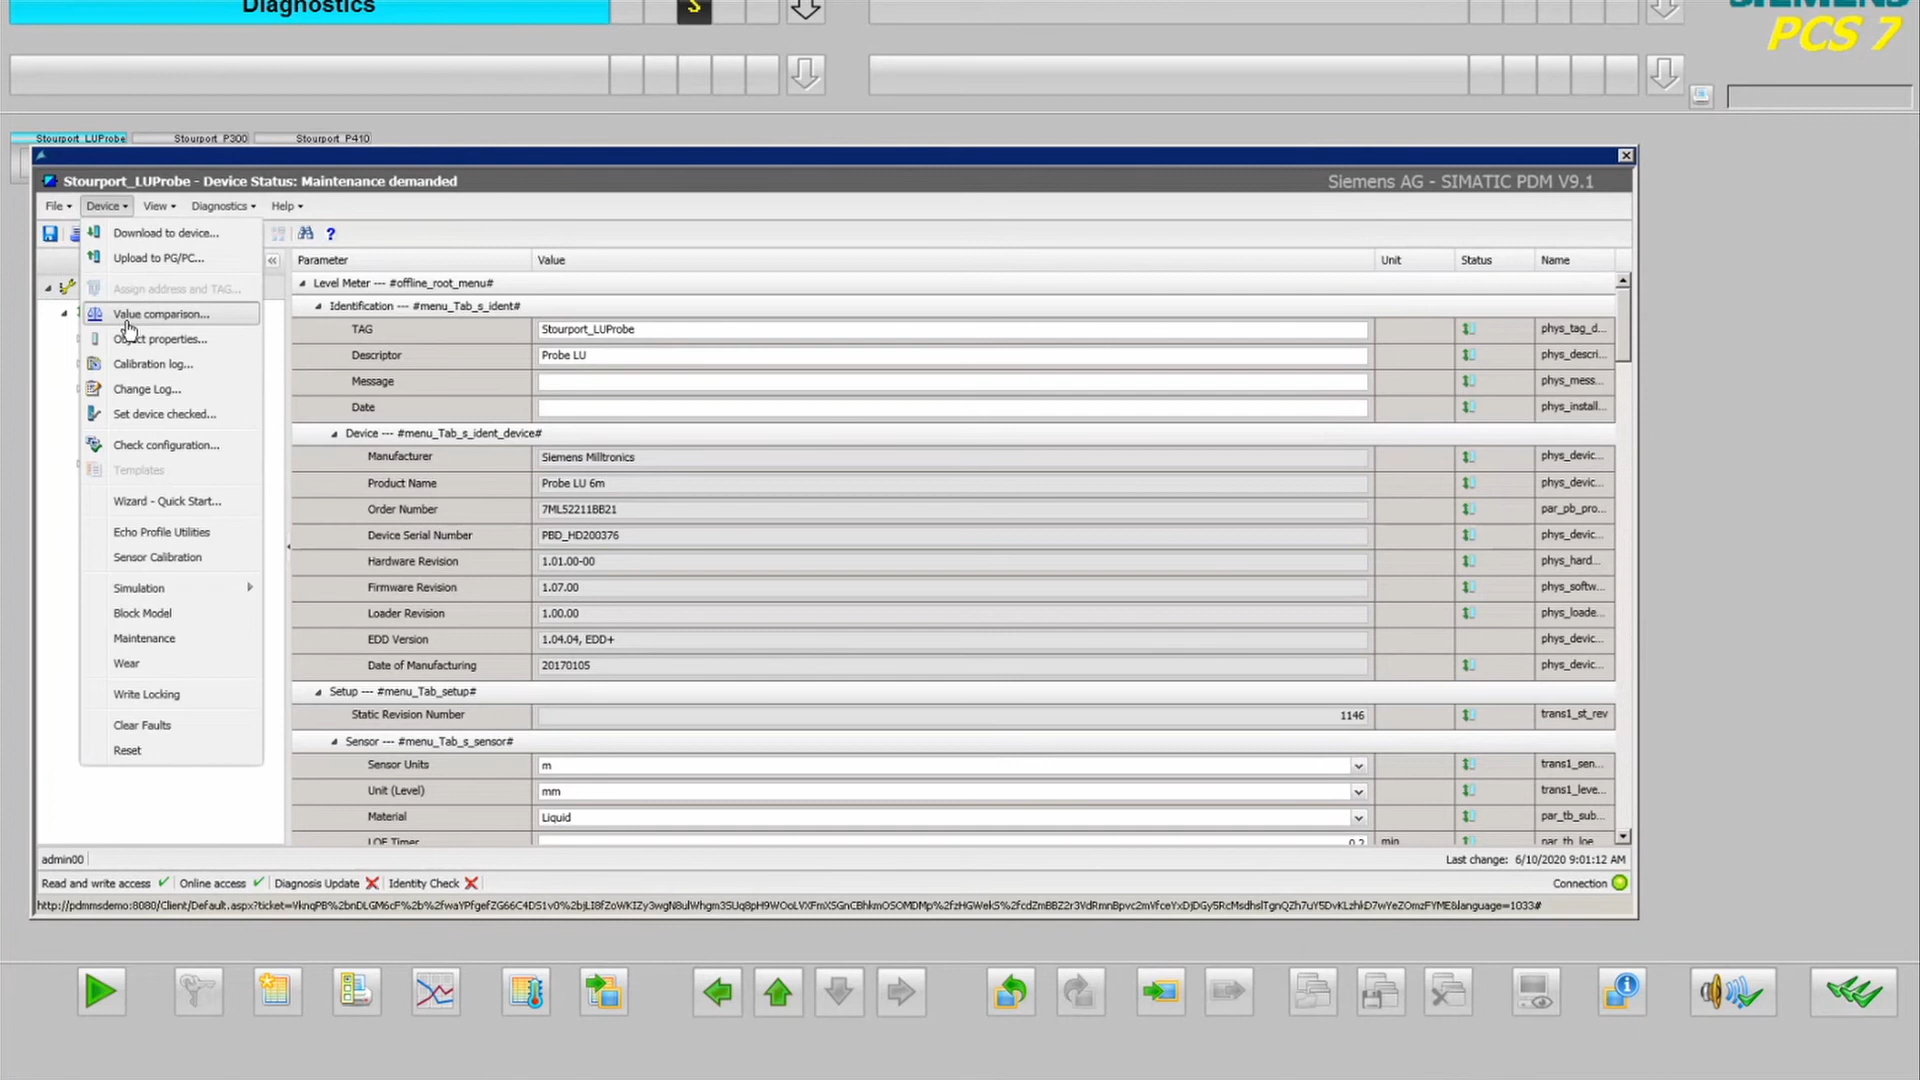 Diagnostics
S
SIEMENS
PCS 7
Stourport_LUProbe
Stourport_P300
Stourport_P410
Stourport_LUProbe - Device Status: Maintenance demanded
Siemens AG - SIMATIC PDM V9.1
File
Device
View
Diagnostics
Help
Download to device...
Upload to PG/PC...
Assign address and TAG...
Value comparison...
Object properties...
Calibration log...
Change Log...
Set device checked...
Check configuration...
Templates
Wizard - Quick Start...
Echo Profile Utilities
Sensor Calibration
Simulation
Block Model
Maintenance
Wear
Write Locking
Clear Faults
Reset
Parameter Value Unit Status Name
Level Meter --- #offline_root_menu#
Identification --- #menu_Tab_s_ident#
TAG Stourport_LUProbe phys_tag_d...
Descriptor Probe LU phys_descri...
Message phys_mess...
Date phys_install...
Device --- #menu_Tab_s_ident_device#
Manufacturer Siemens Milltronics phys_devic...
Product Name Probe LU 6m phys_devic...
Order Number 7ML52211BB21 par_pb_pro...
Device Serial Number PBD_HD200376 phys_devic...
Hardware Revision 1.01.00-00 phys_hard...
Firmware Revision 1.07.00 phys_softw...
Loader Revision 1.00.00 phys_loade...
EDD Version 1.04.04, EDD+ phys_devic...
Date of Manufacturing 20170105 phys_devic...
Setup --- #menu_Tab_setup#
Static Revision Number 1146 trans1_st_rev
Sensor --- #menu_Tab_s_sensor#
Sensor Units m trans1_sen...
Unit (Level) mm trans1_leve...
Material Liquid par_tb_sub...
LOE Timer 0.2 min par_tb_loe
admin00
Last change: 6/10/2020 9:01:12 AM
Read and write access Online access Diagnosis Update Identity Check Connection